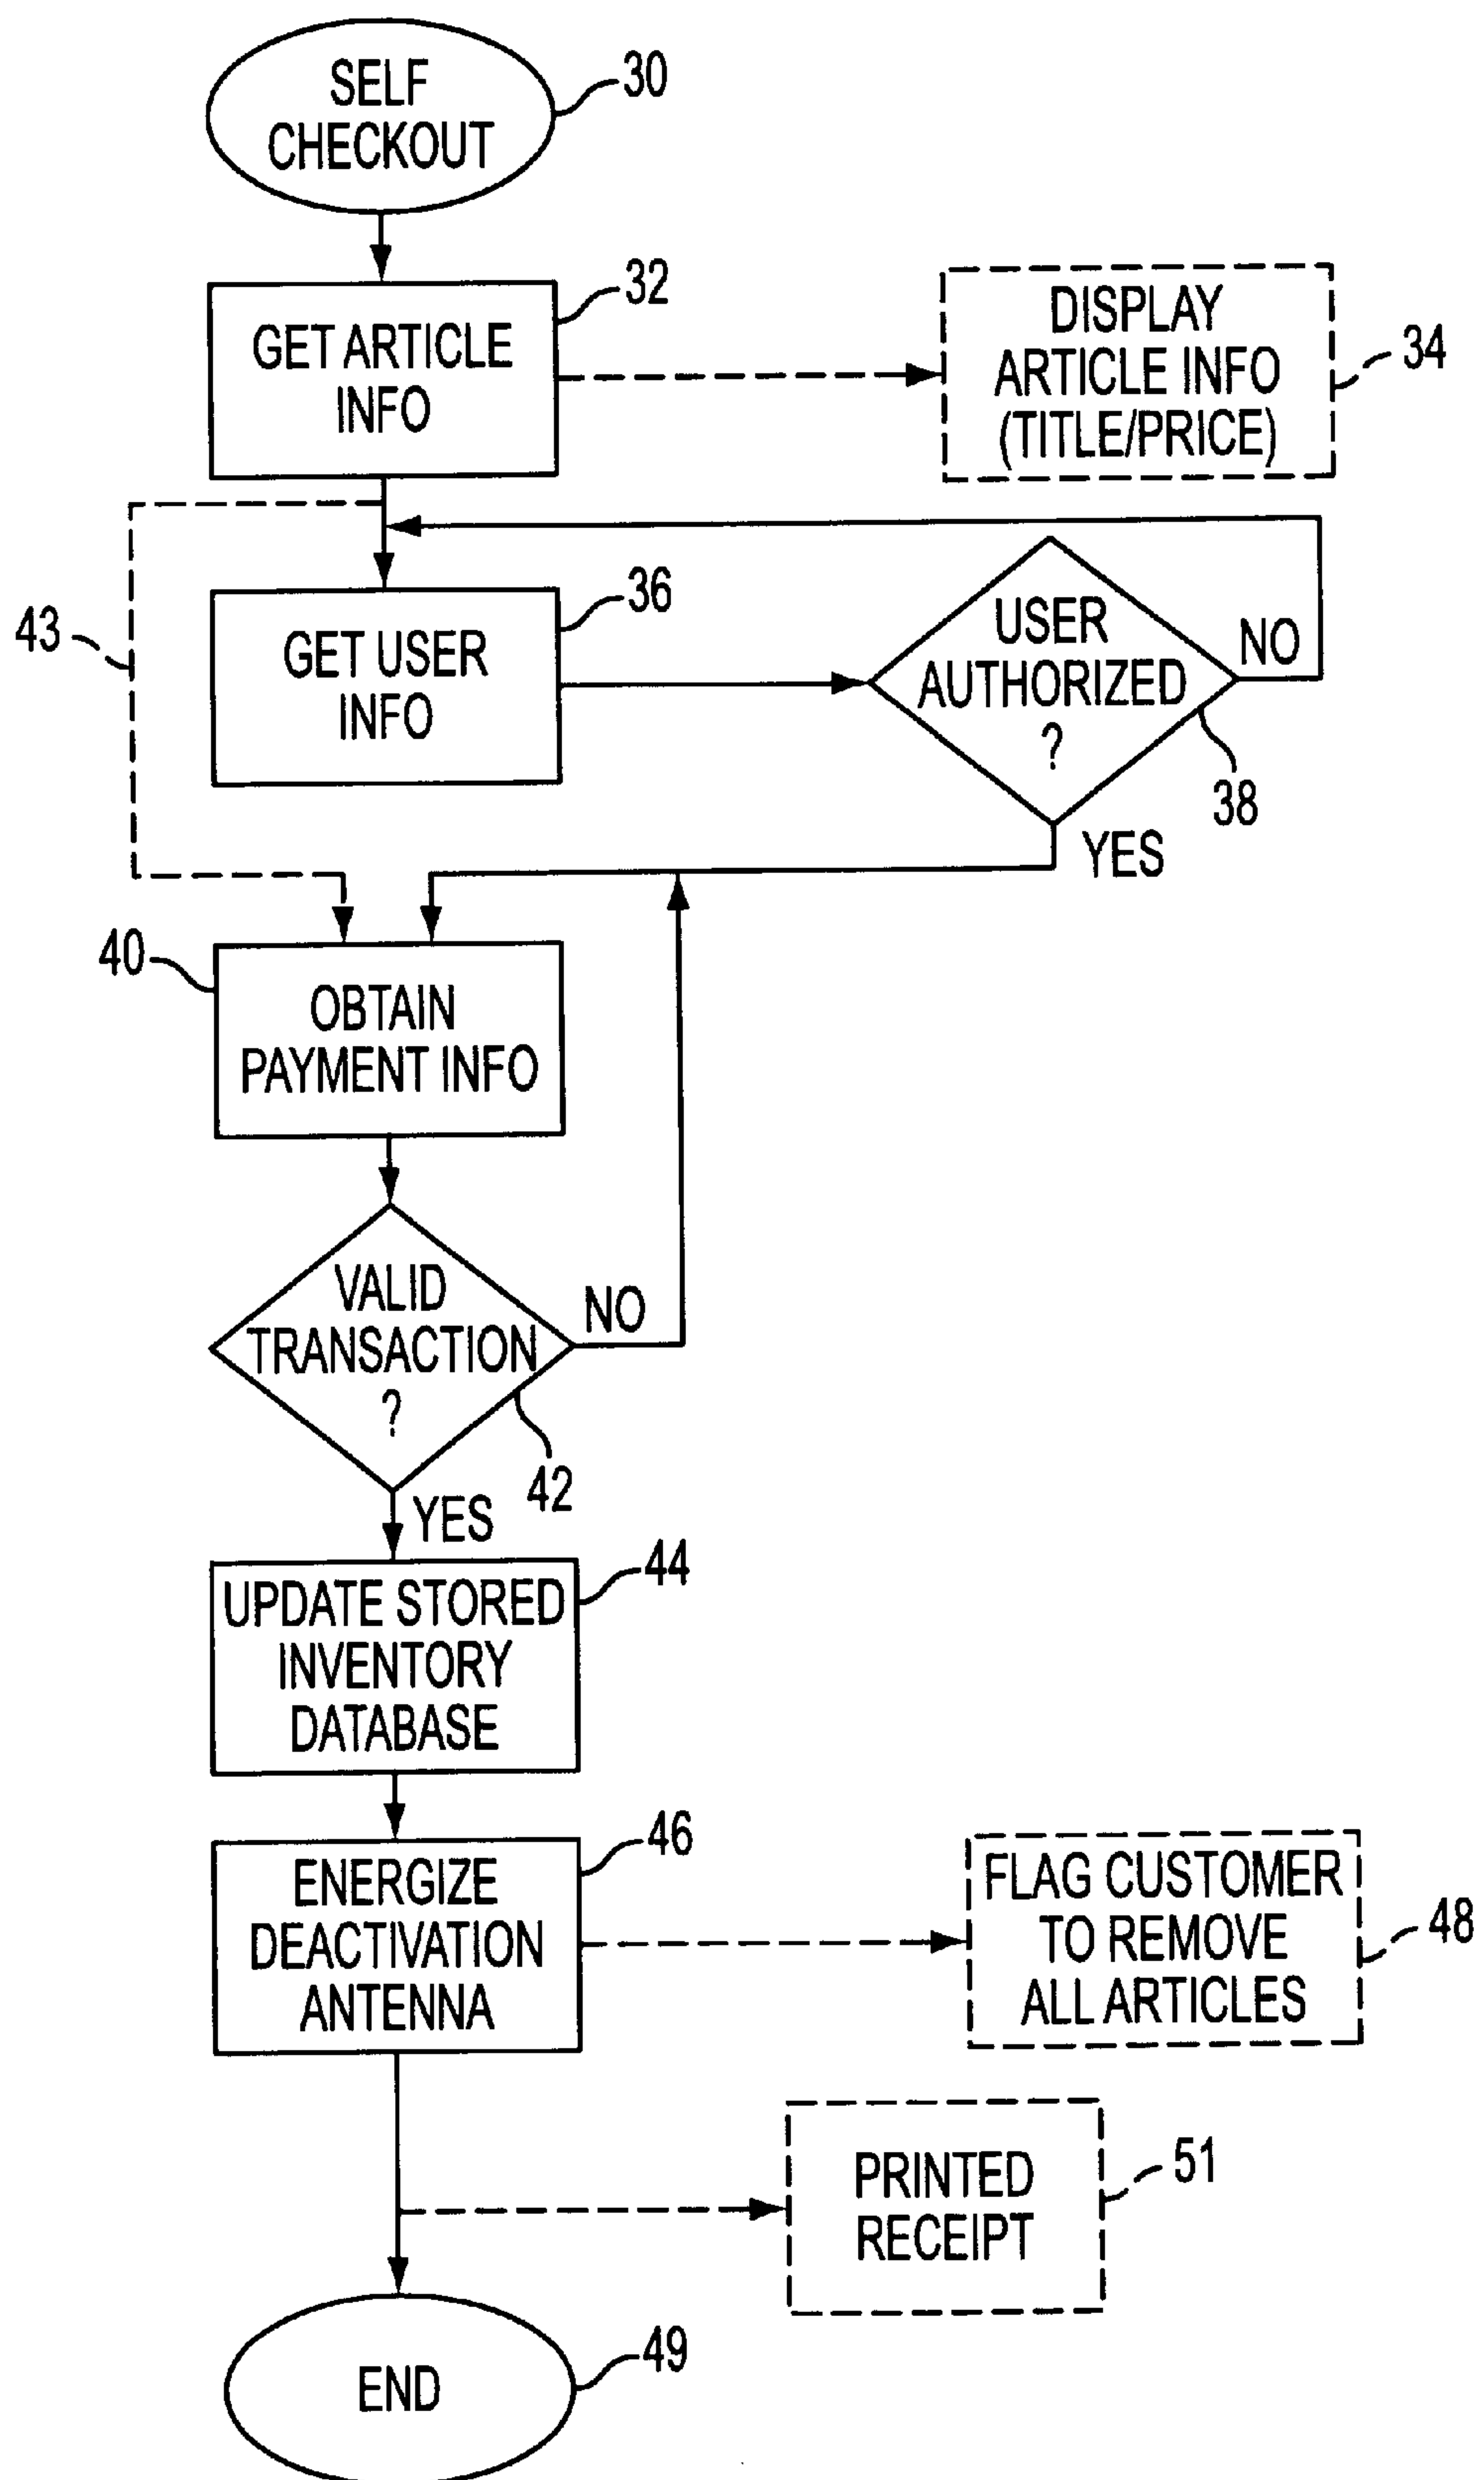 SELF
CHECKOUT
30
GET ARTICLE
INFO
32
DISPLAY
ARTICLE INFO
(TITLE/PRICE)
34
43
GET USER
INFO
36
USER
AUTHORIZED
?
NO
38
YES
40
OBTAIN
PAYMENT INFO
VALID
TRANSACTION
?
NO
42
YES
UPDATE STORED
INVENTORY
DATABASE
44
ENERGIZE
DEACTIVATION
ANTENNA
46
FLAG CUSTOMER
TO REMOVE
ALL ARTICLES
48
PRINTED
RECEIPT
51
END
49